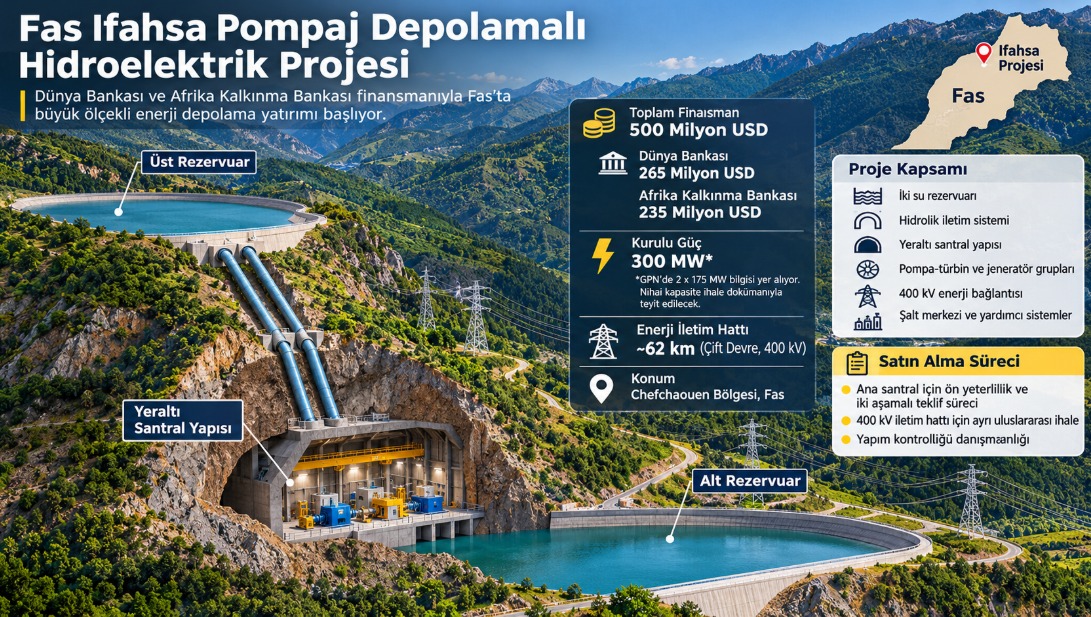 Fas Ifahsa Pompaj Depolamalı
Hidroelektrik Projesi
Dünya Bankası ve Afrika Kalkınma Bankası finansmanıyla Fas'ta
büyük ölçekli enerji depolama yatırımı başlıyor.
Üst Rezervuar
Yeraltı
Santral Yapısı
Alt Rezervuar
Toplam Finaısman
500 Milyon USD
Dünya Bankası
265 Milyon USD
Afrika Kalkınma Bankası
235 Milyon USD
Kurulu Güç
300 MW*
*GPN'de 2 x 175 MW bilgisi yer alıyor.
Nihai kapasite ihale dokümanıyla
teyit edilecek.
Enerji İletim Hattı
~62 km (Çift Devre, 400 kV)
Konum
Chefchaouen Bölgesi, Fas
Ifahsa
Projesi
Fas
Proje Kapsamı
İki su rezervuarı
Hidrolik iletim sistemi
Yeraltı santral yapısı
Pompa-türbin ve jeneratör grupları
400 kV enerji bağlantısı
Şalt merkezi ve yardımcı sistemler
Satın Alma Süreci
Ana santral için ön yeterlilik ve
iki aşamalı teklif süreci
400 kV iletim hattı için ayrı uluslararası ihale
Yapım kontrollüğü danışmaanlığı